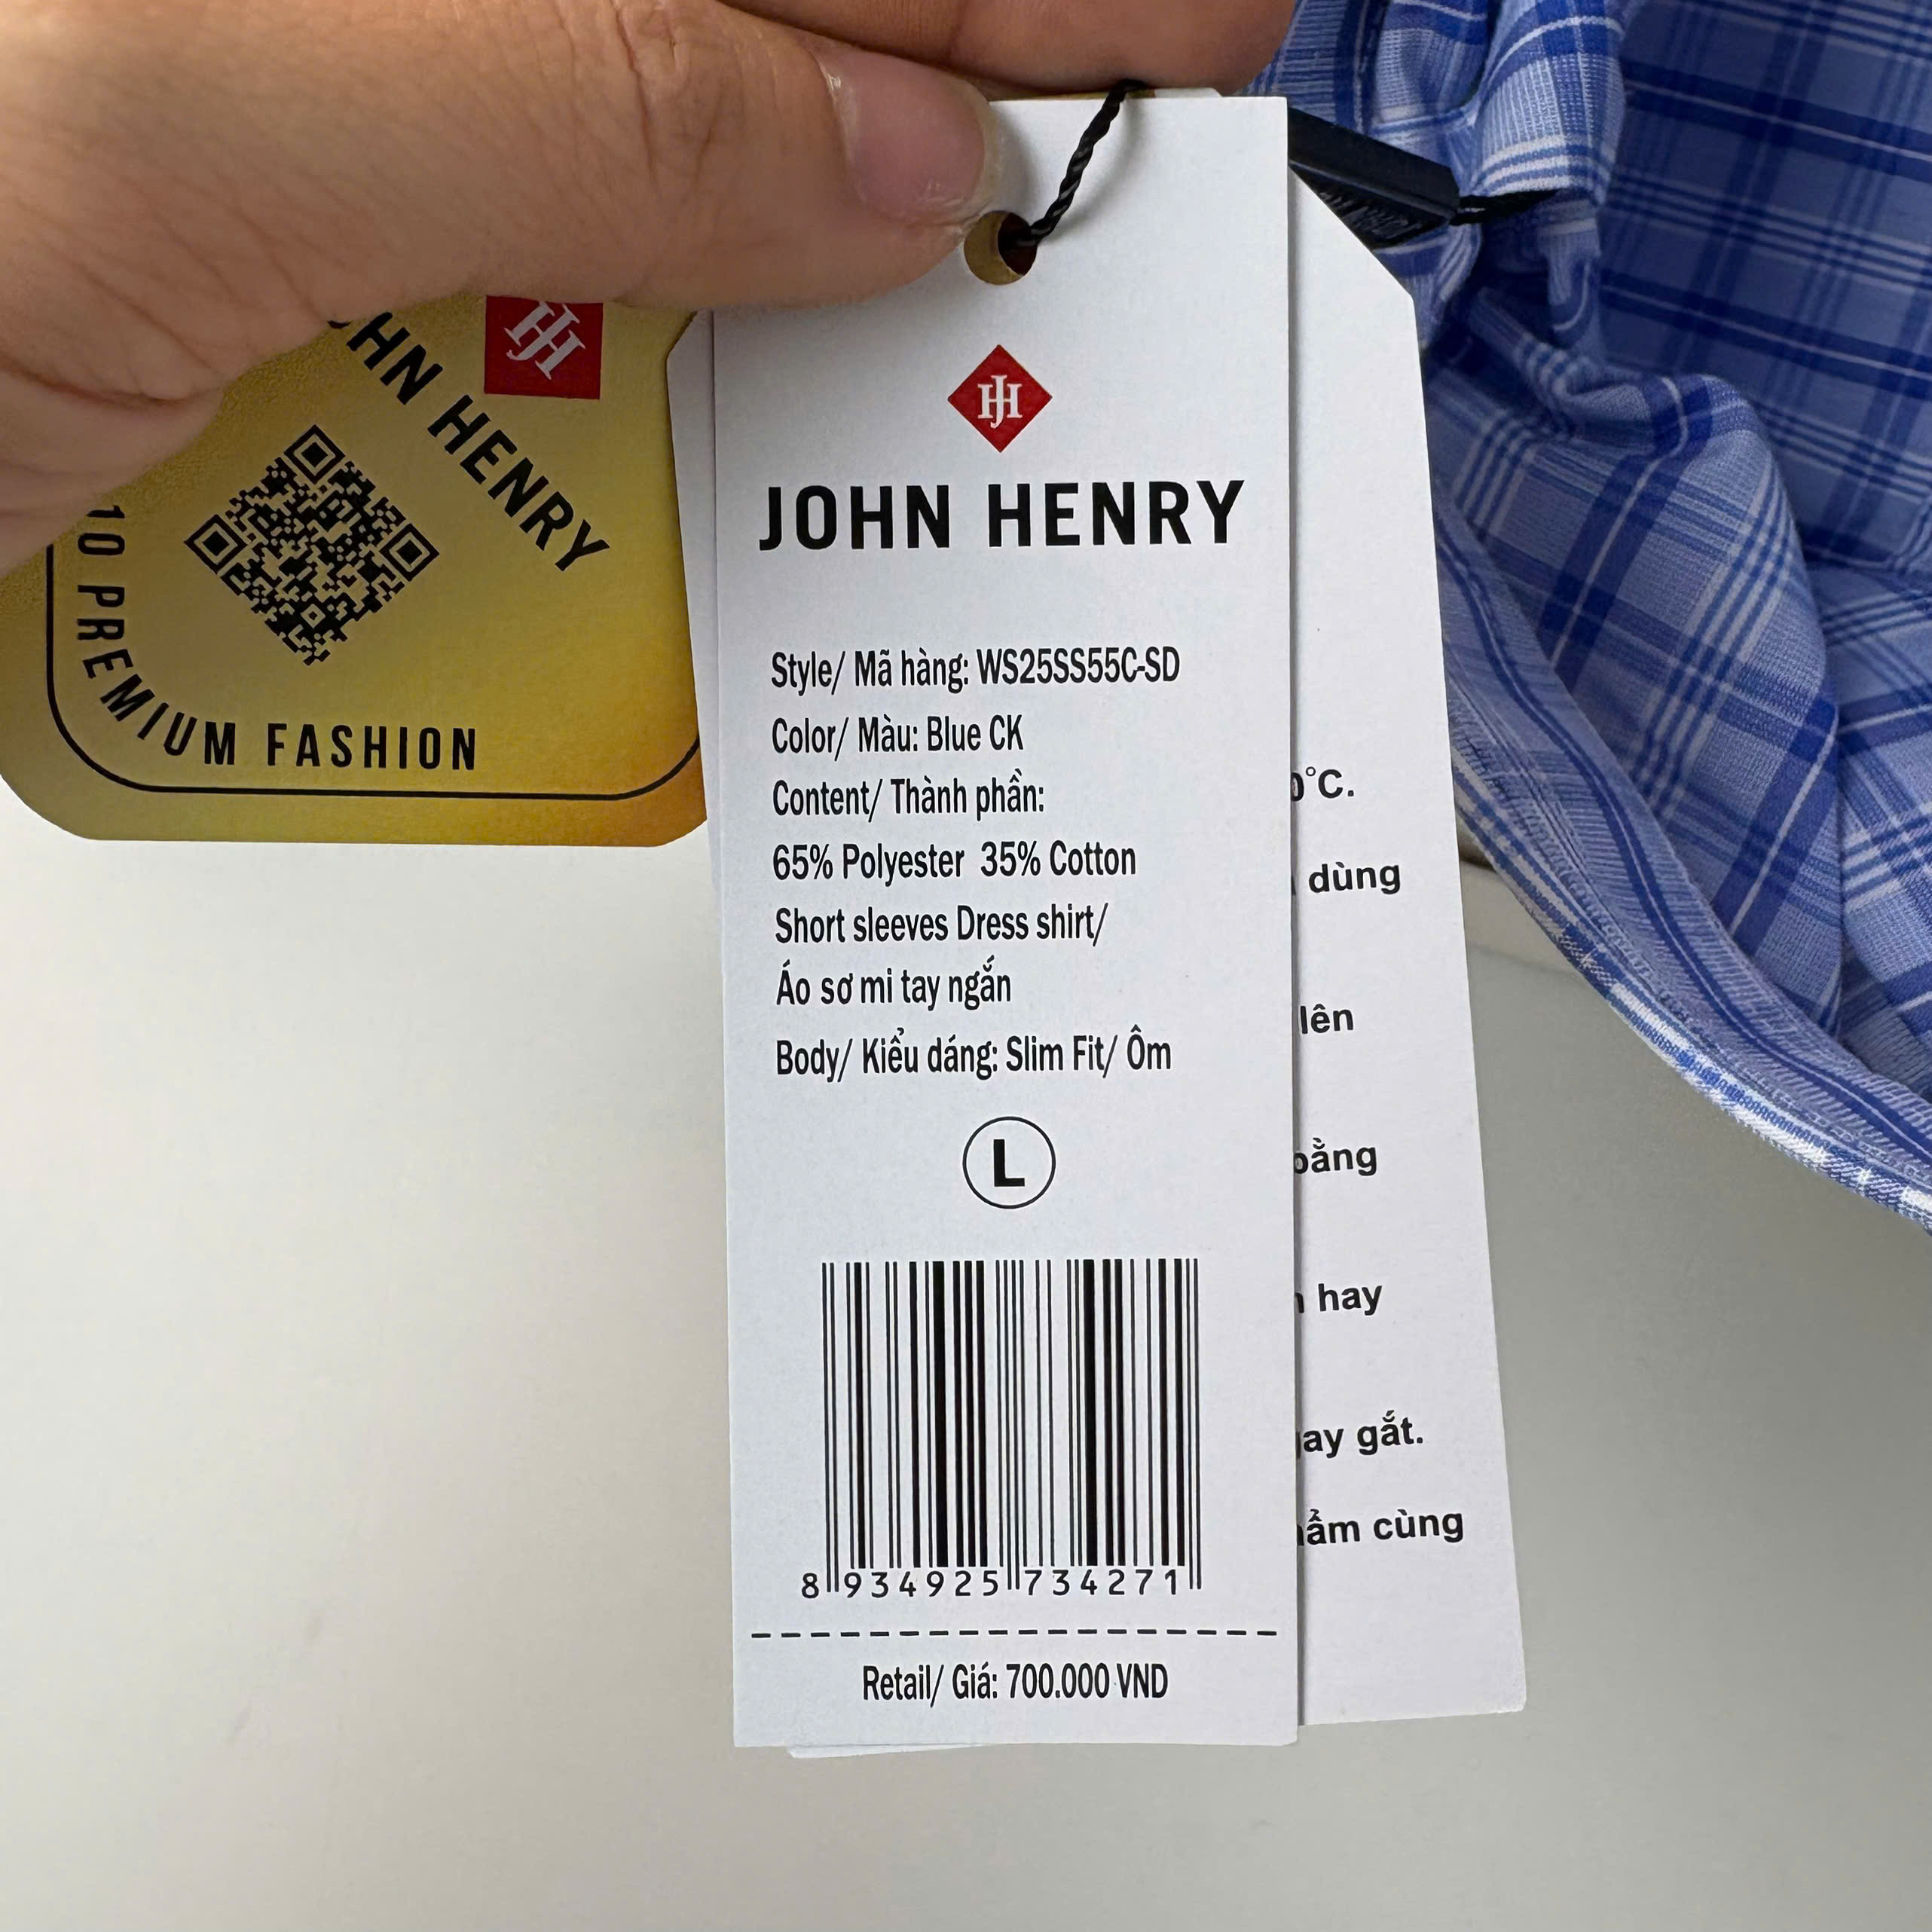 JOHN HENRY
Style/ Mã hàng: WS25SS55C-SD
Color/ Màu: Blue CK
Content/ Thành phần:
65% Polyester 35% Cotton
Short sleeves Dress shirt/
Áo sơ mi tay ngắn
Body/ Kiểu dáng: Slim Fit/ Ôm
L
8 934925 734271
Retail/ Giá: 700.000 VND
HENRY
10 PREMIUM FASHION
°C.
dùng
lên
hay
gắt.
cùng